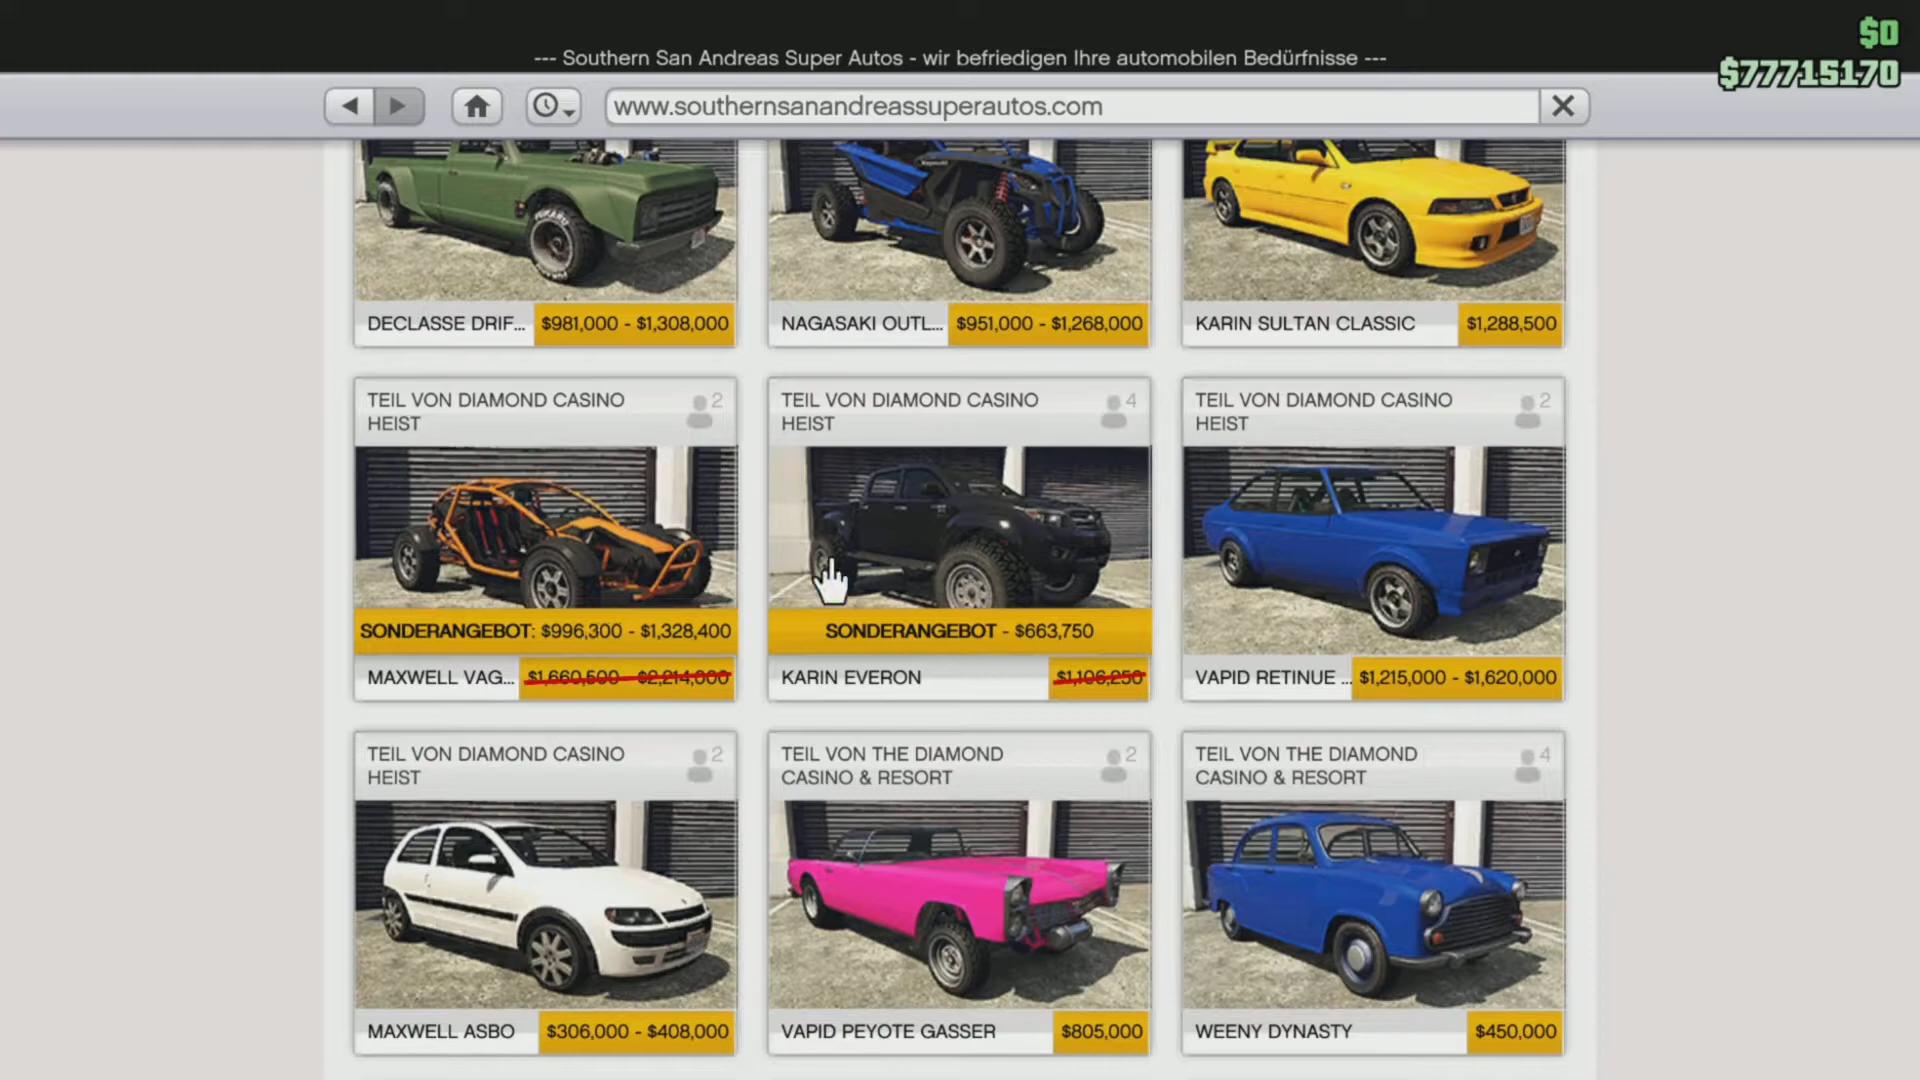 $0
--- Southern San Andreas Super Autos - wir befriedigen Ihre automobilen Bedürfnisse ---
$77715170
www.southernsanandreassuperautos.com
DECLASSE DRIF... $981,000 - $1,308,000
NAGASAKI OUTL... $951,000 - $1,268,000
KARIN SULTAN CLASSIC $1,288,500
TEIL VON DIAMOND CASINO HEIST 2
TEIL VON DIAMOND CASINO HEIST 4
TEIL VON DIAMOND CASINO HEIST 2
SONDERANGEBOT: $996,300 - $1,328,400
SONDERANGEBOT - $663,750
MAXWELL VAG... $1,660,500 - $2,214,000
KARIN EVERON $1,106,250
VAPID RETINUE ... $1,215,000 - $1,620,000
TEIL VON DIAMOND CASINO HEIST 2
TEIL VON THE DIAMOND CASINO & RESORT 2
TEIL VON THE DIAMOND CASINO & RESORT 4
MAXWELL ASBO $306,000 - $408,000
VAPID PEYOTE GASSER $805,000
WEENY DYNASTY $450,000